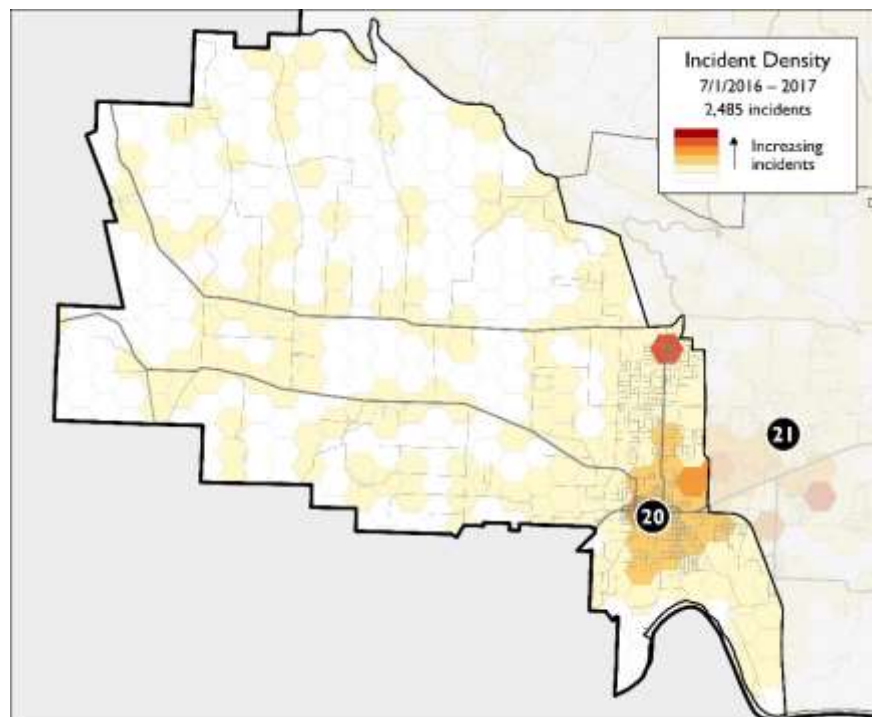 Incident Density
7/1/2016 – 2017
2,485 incidents
Increasing
incidents
21
20